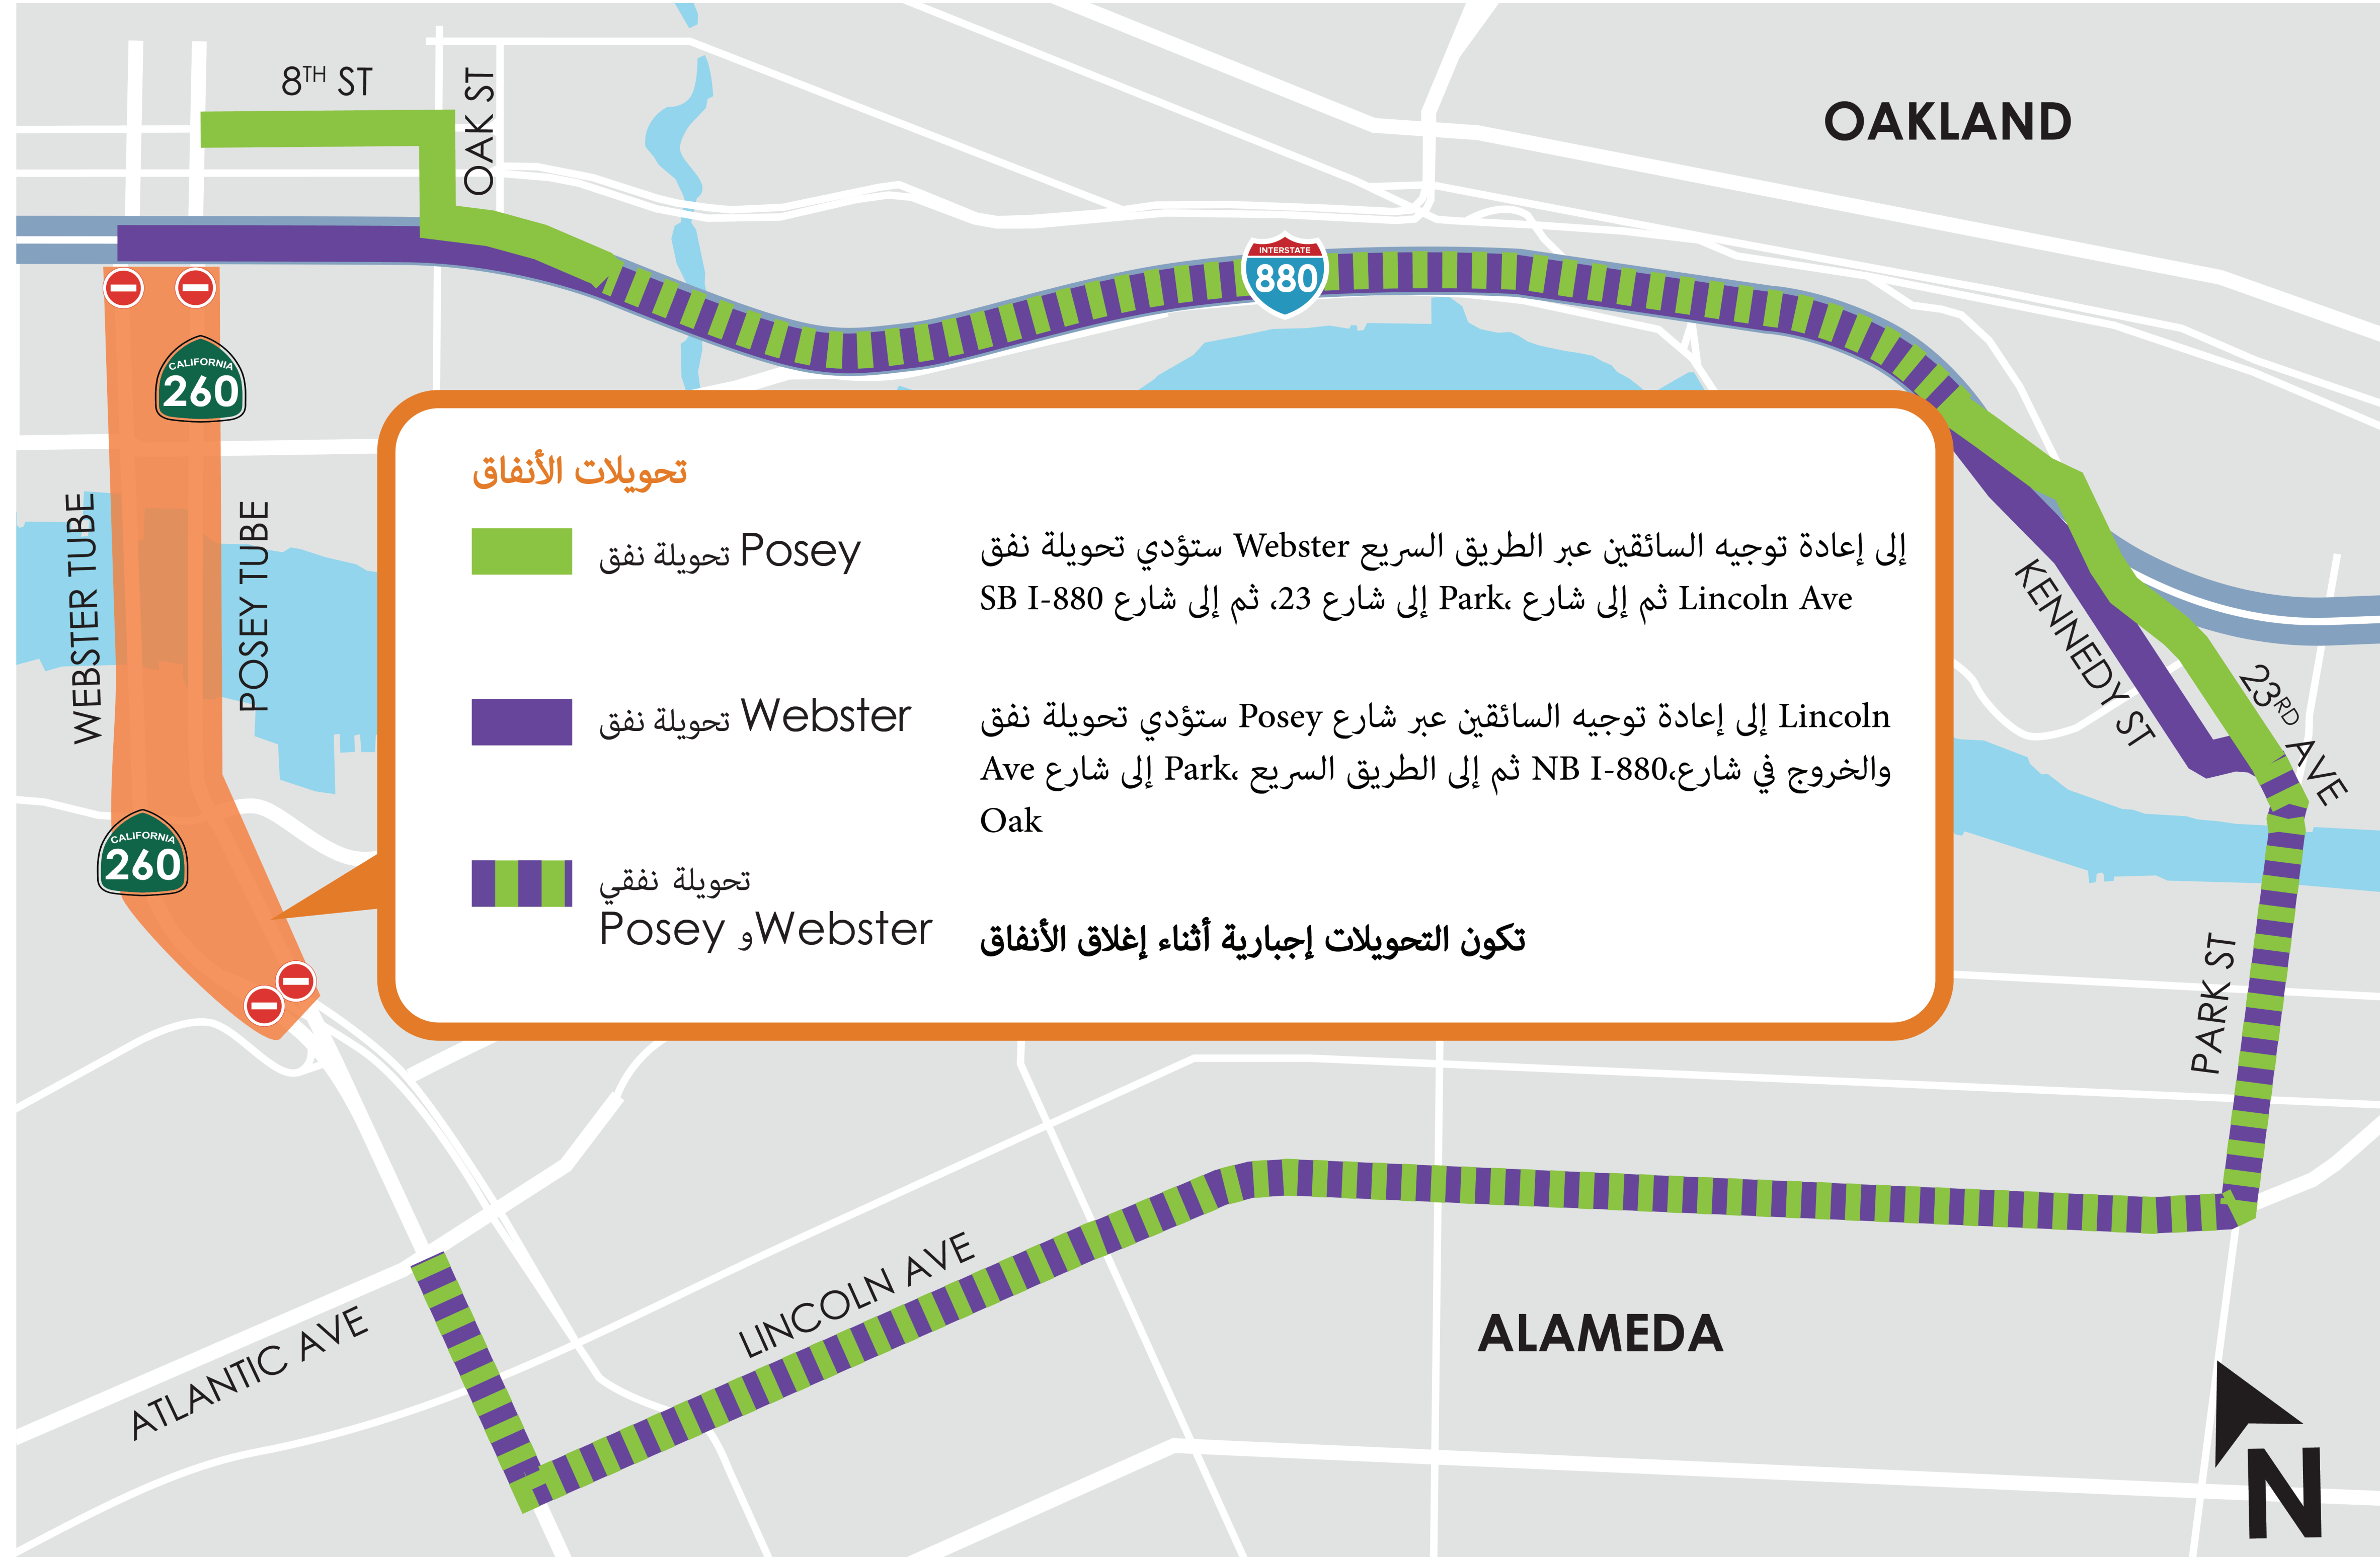 8TH ST
OAK ST
OAKLAND
INTERSTATE
880
CALIFORNIA
260
WEBSTER TUBE
POSEY TUBE
CALIFORNIA
260
تحويلات الأنفاق
تحويلة نفق Posey
إلى إعادة توجيه السائقين عبر الطريق السريع Webster ستؤدي تحويلة نفق
SB I-880 إلى شارع 23، ثم إلى شارع Park، ثم إلى شارع Lincoln Ave
تحويلة نفق Webster
Lincoln إلى إعادة توجيه السائقين عبر شارع Posey ستؤدي تحويلة نفق
Ave إلى شارع Park، ثم إلى الطريق السريع NB I-880، والخروج في شارع
Oak
تحويلة نفقي
Posey و Webster
تكون التحويلات إجبارية أثناء إغلاق الأنفاق
KENNEDY ST
23RD AVE
PARK ST
LINCOLN AVE
ATLANTIC AVE
ALAMEDA
N